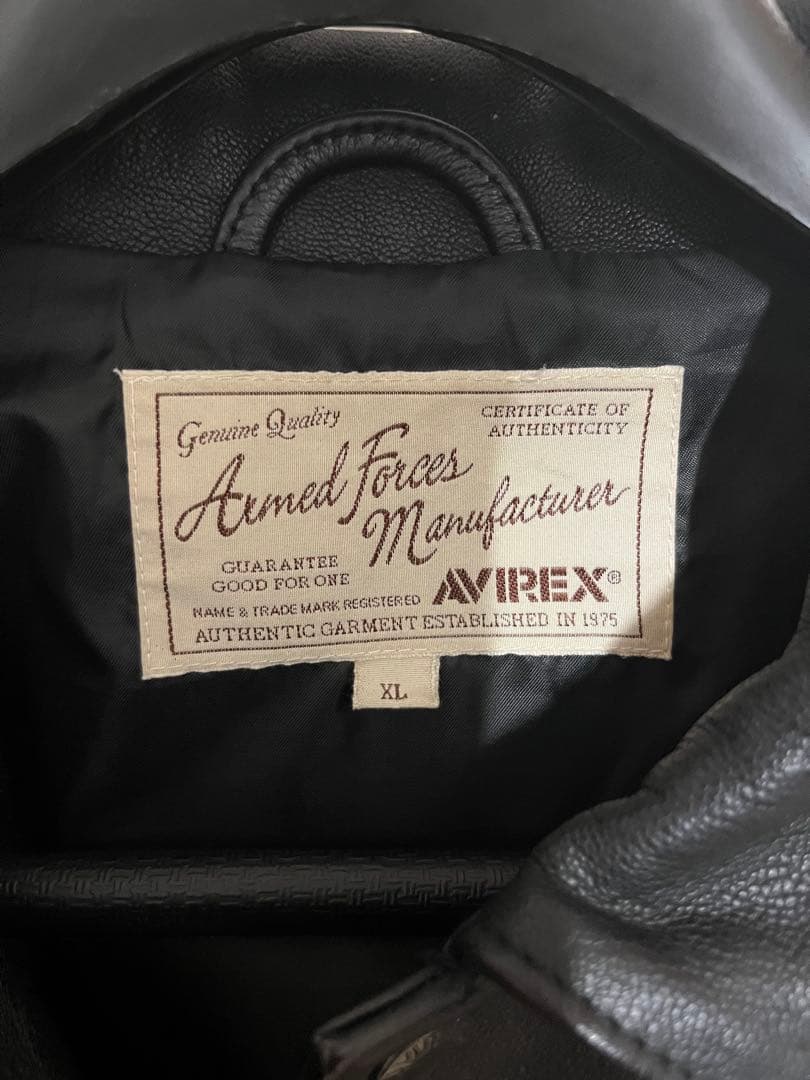 Genuine Quality
CERTIFICATE OF
AUTHENTICITY
Armed Forces
Manufacturer
GUARANTEE
GOOD FOR ONE
NAME & TRADE MARK REGISTERED
AVIREX®
AUTHENTIC GARMENT ESTABLISHED IN 1975
XL